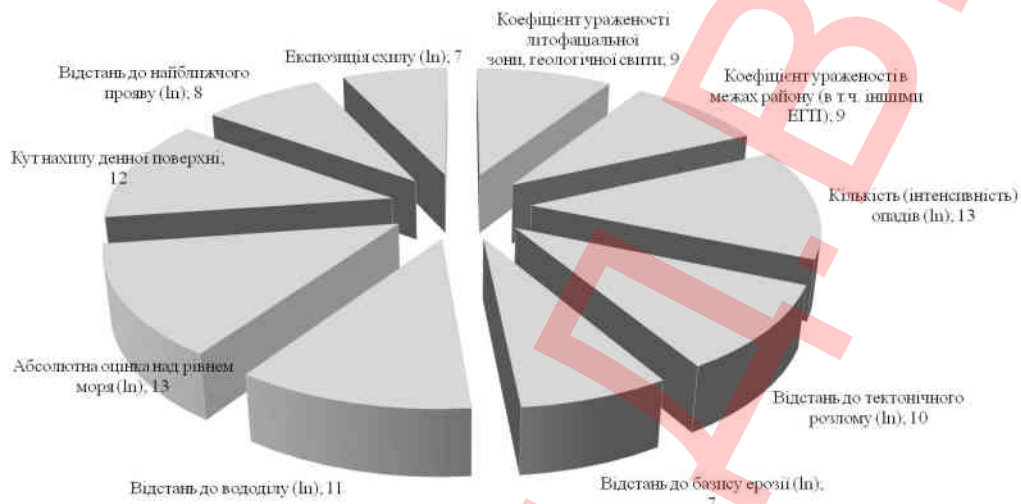 Коефіцієнт ураженості
літофаціальної
зони, геологічної свити; 9
Коефіцієнт ураженості в
межах району (в т.ч. іншими
ЕГП); 9
Кількість (інтенсивність)
опадів (ln); 13
Відстань до тектонічного
розлому (ln); 10
Відстань до базису ерозії (ln);
7
Відстань до вододілу (ln); 11
Абсолютна оцінка над рівнем
моря (ln); 13
Кут нахилу денної поверхні;
12
Відстань до найближчого
прояву (ln); 8
Експозиція схилу (ln); 7